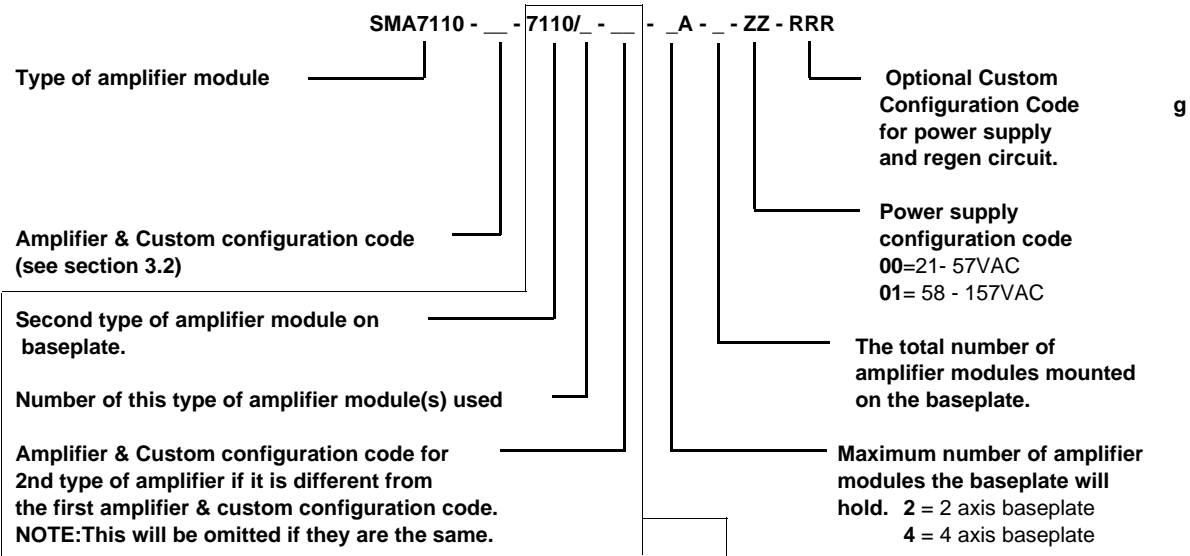 SMA7110 - __ - 7110/_ - __ - _A - _ - ZZ - RRR
Type of amplifier module
Optional Custom
Configuration Code g
for power supply
and regen circuit.
Amplifier & Custom configuration code
(see section 3.2)
Power supply
configuration code
00=21- 57VAC
01= 58 - 157VAC
Second type of amplifier module on
baseplate.
Number of this type of amplifier module(s) used
The total number of
amplifier modules mounted
on the baseplate.
Amplifier & Custom configuration code for
2nd type of amplifier if it is different from
the first amplifier & custom configuration code.
NOTE:This will be omitted if they are the same.
Maximum number of amplifier
modules the baseplate will
hold. 2 = 2 axis baseplate
4 = 4 axis baseplate